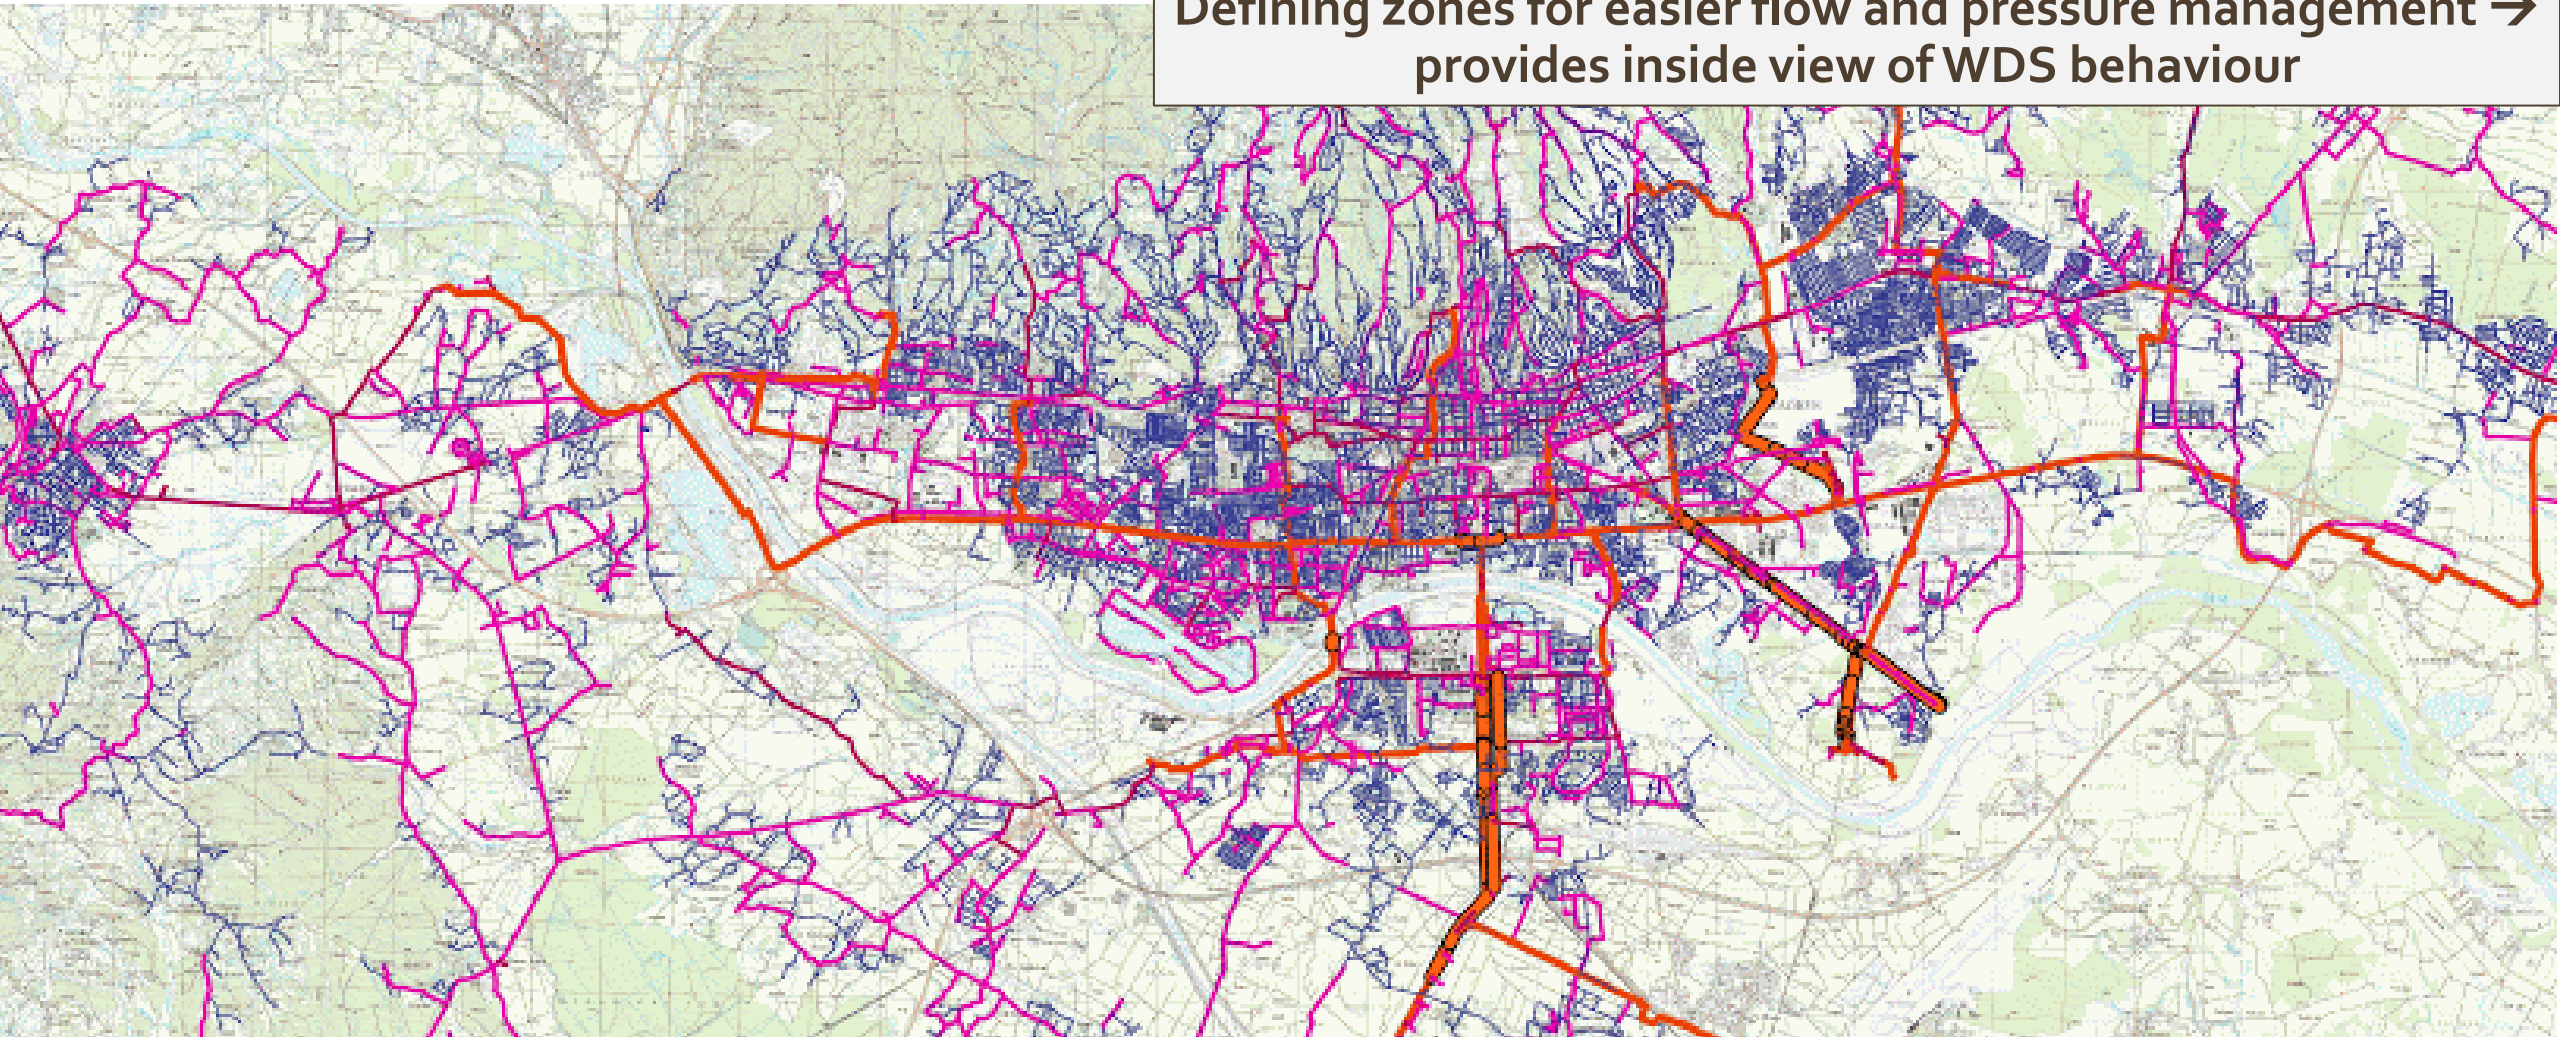 Defining zones for easier flow and pressure management →
provides inside view of WDS behaviour